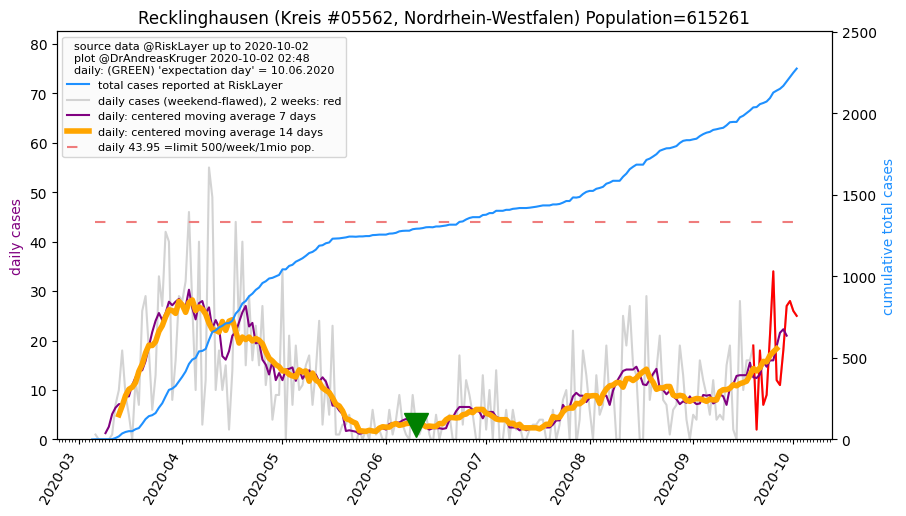 Recklinghausen (Kreis #05562, Nordrhein-Westfalen) Population=615261
source data @RiskLayer up to 2020-10-02
plot @DrAndreasKruger 2020-10-02 02:48
daily: (GREEN) 'expectation day' = 10.06.2020
total cases reported at RiskLayer
daily cases (weekend-flawed), 2 weeks: red
daily: centered moving average 7 days
daily: centered moving average 14 days
daily 43.95 =limit 500/week/1mio pop.
daily cases
80
70
60
50
40
30
20
10
0
cumulative total cases
2500
2000
1500
1000
500
0
2020-03
2020-04
2020-05
2020-06
2020-07
2020-08
2020-09
2020-10